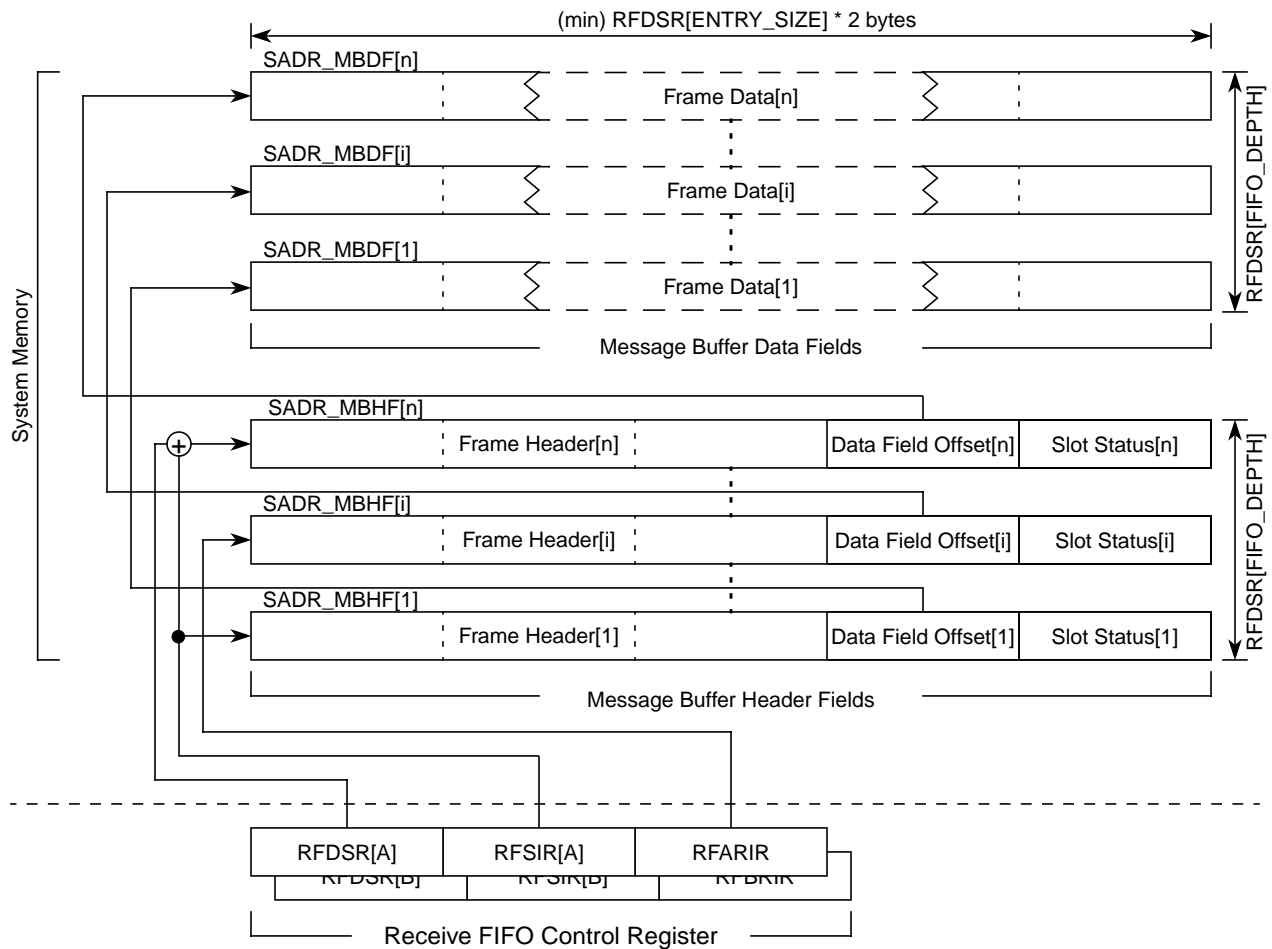 (min) RFDSR[ENTRY_SIZE] * 2 bytes
SADR_MBDF[n]
Frame Data[n]
SADR_MBDF[i]
Frame Data[i]
SADR_MBDF[1]
Frame Data[1]
RFDSR[FIFO_DEPTH]
Message Buffer Data Fields
System Memory
SADR_MBHF[n]
+
Frame Header[n] Data Field Offset[n] Slot Status[n]
SADR_MBHF[i]
Frame Header[i] Data Field Offset[i] Slot Status[i]
SADR_MBHF[1]
Frame Header[1] Data Field Offset[1] Slot Status[1]
RFDSR[FIFO_DEPTH]
Message Buffer Header Fields
RFDSR[A] RFSIR[A] RFARIR
RFDSR[B] RFSIR[B] RFBRIR
Receive FIFO Control Register